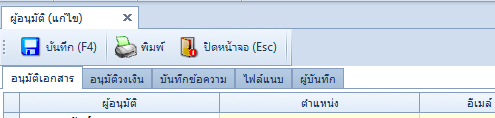 ผู้อนุมัติ (แก้ไข)
บันทึก (F4) พิมพ์ ปิดหน้าจอ (Esc)
อนุมัติเอกสาร อนุมัติวงเงิน บันทึกข้อความ ไฟล์แนบ ผู้บันทึก
ผู้อนุมัติ ตำแหน่ง อีเมล์